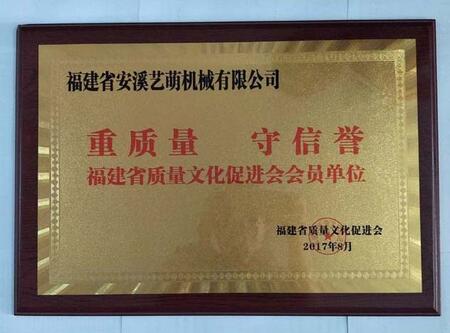 福建省安溪艺萌机械有限公司
重质量 守信誉
福建省质量文化促进会会员单位
福建省质量文化促进会
2017年8月